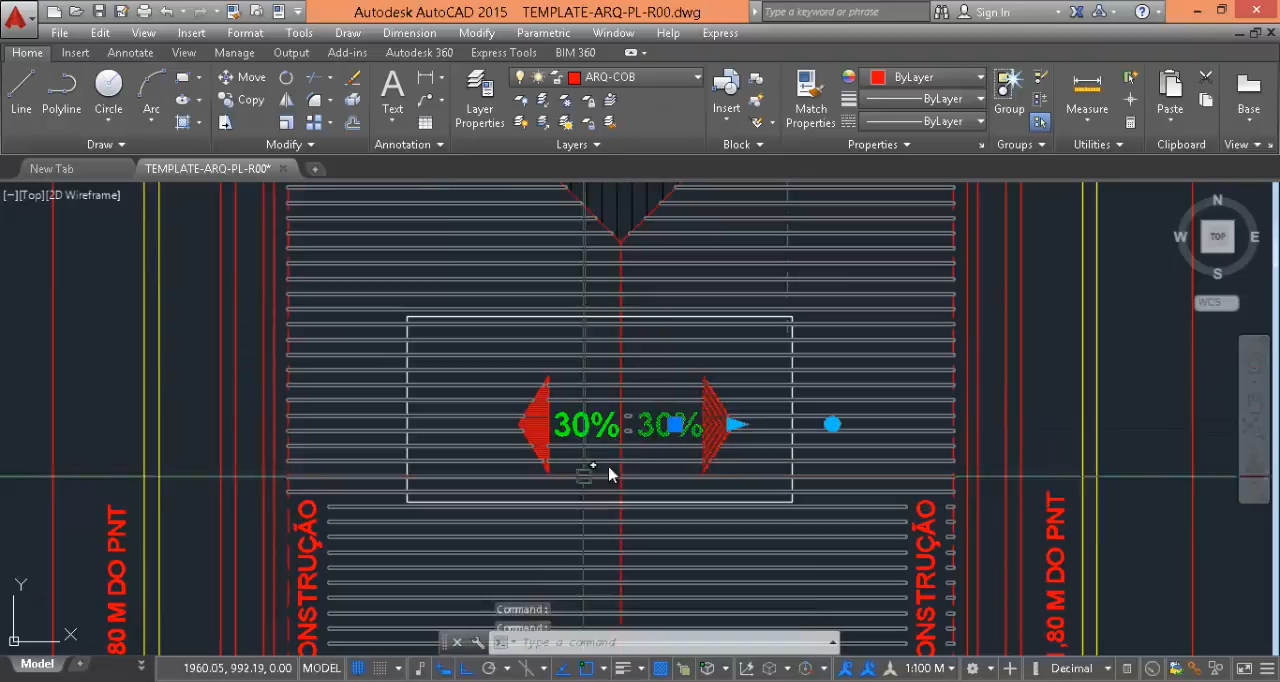 Autodesk AutoCAD 2015 TEMPLATE-ARQ-PL-R00.dwg
Type a keyword or phrase
Sign In
File Edit View Insert Format Tools Draw Dimension Modify Parametric Window Help Express
Home Insert Annotate Layout View Manage Output Add-ins Autodesk 360 Express Tools BIM 360
Line Polyline Circle Arc
Move
Copy
Text
Layer Properties
ARQ-COB
Insert
Match Properties
ByLayer
ByLayer
ByLayer
Group
Measure
Paste
Base
Draw Modify Annotation Layers Block Properties Groups Utilities Clipboard View
New Tab
TEMPLATE-ARQ-PL-R00*
[−][Top][2D Wireframe]
N
W TOP E
S
WCS
30% 30%
80 M DO PNT
ONSTRUÇÃO
ONSTRUÇÃO
,80 M DO PNT
Y
X
Command:
Command:
Type a command
Model
1960.05, 992.19, 0.00 MODEL
1:100 M
Decimal